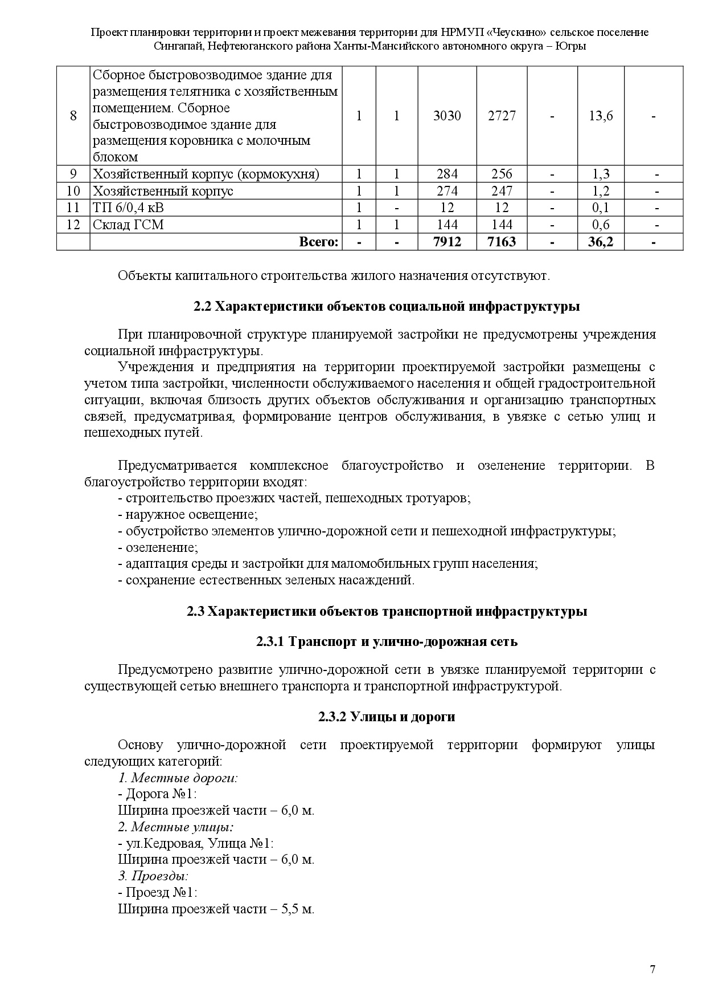 Проект планировки территории и проект межевания территории для НРМУП «Чеускино» сельское поселение
Сингапай, Нефтеюганского района Ханты-Мансийского автономного округа – Югры
8 Сборное быстровозводимое здание для размещения телятника с хозяйственным помещением. Сборное быстровозводимое здание для размещения коровника с молочным блоком 1 1 3030 2727 - 13,6 -
9 Хозяйственный корпус (кормокухня) 1 1 284 256 - 1,3 -
10 Хозяйственный корпус 1 1 274 247 - 1,2 -
11 ТП 6/0,4 кВ 1 - 12 12 - 0,1 -
12 Склад ГСМ 1 1 144 144 - 0,6 -
Всего: - - 7912 7163 - 36,2 -
Объекты капитального строительства жилого назначения отсутствуют.
2.2 Характеристики объектов социальной инфраструктуры
При планировочной структуре планируемой застройки не предусмотрены учреждения
социальной инфраструктуры.
Учреждения и предприятия на территории проектируемой застройки размещены с
учетом типа застройки, численности обслуживаемого населения и общей градостроительной
ситуации, включая близость других объектов обслуживания и организацию транспортных
связей, предусматривая, формирование центров обслуживания, в увязке с сетью улиц и
пешеходных путей.
Предусматривается комплексное благоустройство и озеленение территории. В
благоустройство территории входят:
- строительство проезжих частей, пешеходных тротуаров;
- наружное освещение;
- обустройство элементов улично-дорожной сети и пешеходной инфраструктуры;
- озеленение;
- адаптация среды и застройки для маломобильных групп населения;
- сохранение естественных зеленых насаждений.
2.3 Характеристики объектов транспортной инфраструктуры
2.3.1 Транспорт и улично-дорожная сеть
Предусмотрено развитие улично-дорожной сети в увязке планируемой территории с
существующей сетью внешнего транспорта и транспортной инфраструктурой.
2.3.2 Улицы и дороги
Основу улично-дорожной сети проектируемой территории формируют улицы
следующих категорий:
1. Местные дороги:
- Дорога №1:
Ширина проезжей части – 6,0 м.
2. Местные улицы:
- ул.Кедровая, Улица №1:
Ширина проезжей части – 6,0 м.
3. Проезды:
- Проезд №1:
Ширина проезжей части – 5,5 м.
7